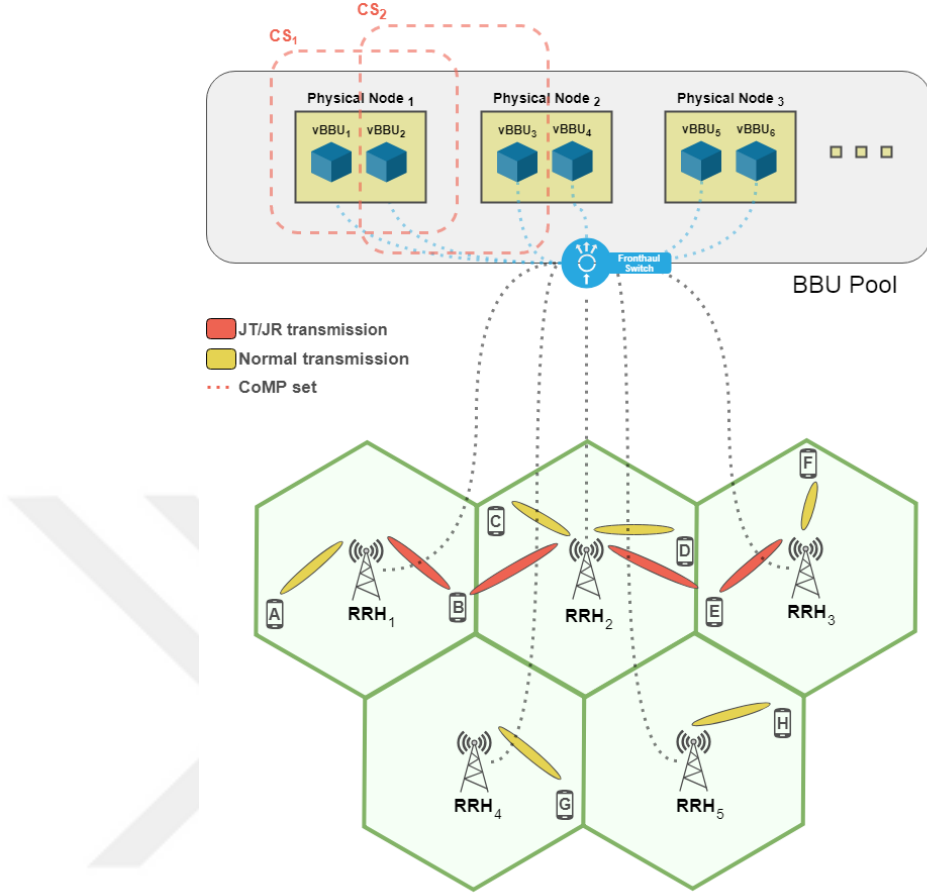 CS₂
CS₁
Physical Node ₁
Physical Node ₂
Physical Node ₃
vBBU₁
vBBU₂
vBBU₃
vBBU₄
vBBU₅
vBBU₆
Fronthaul
Switch
BBU Pool
JT/JR transmission
Normal transmission
CoMP set
F
C
D
A
B
E
RRH₁
RRH₂
RRH₃
H
G
RRH₄
RRH₅